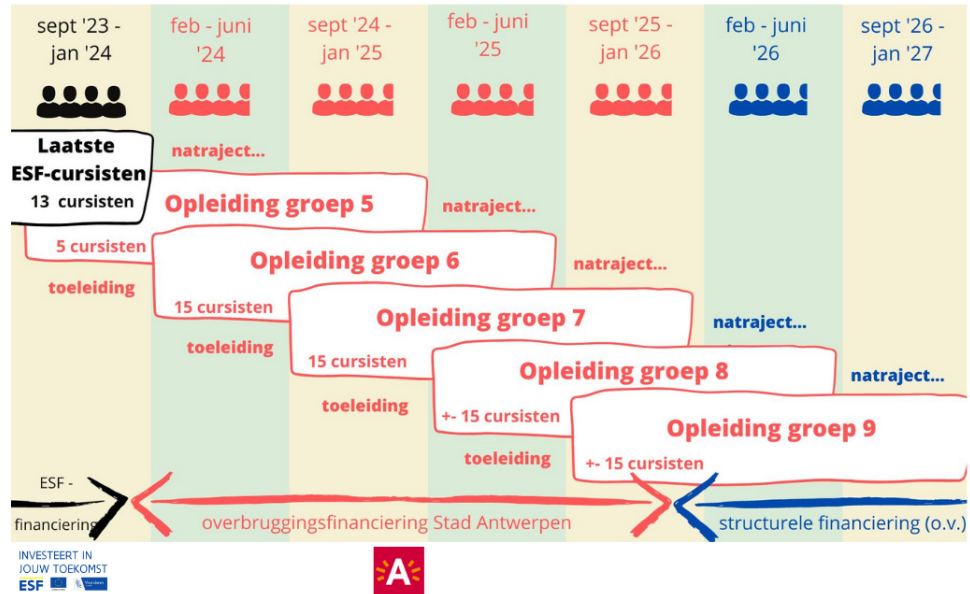 sept '23 -
jan '24
feb - juni
'24
sept '24 -
jan '25
feb - juni
'25
sept '25 -
jan '26
feb - juni
'26
sept '26 -
jan '27
Laatste
ESF-cursisten
13 cursisten
natraject...
Opleiding groep 5
5 cursisten
toeleiding
natraject...
Opleiding groep 6
15 cursisten
toeleiding
natraject...
Opleiding groep 7
15 cursisten
toeleiding
natraject...
Opleiding groep 8
+- 15 cursisten
toeleiding
natraject...
Opleiding groep 9
+- 15 cursisten
ESF -
financiering
overbruggingsfinanciering Stad Antwerpen
structurele financiering (o.v.)
INVESTEERT IN
JOUW TOEKOMST
ESF
A